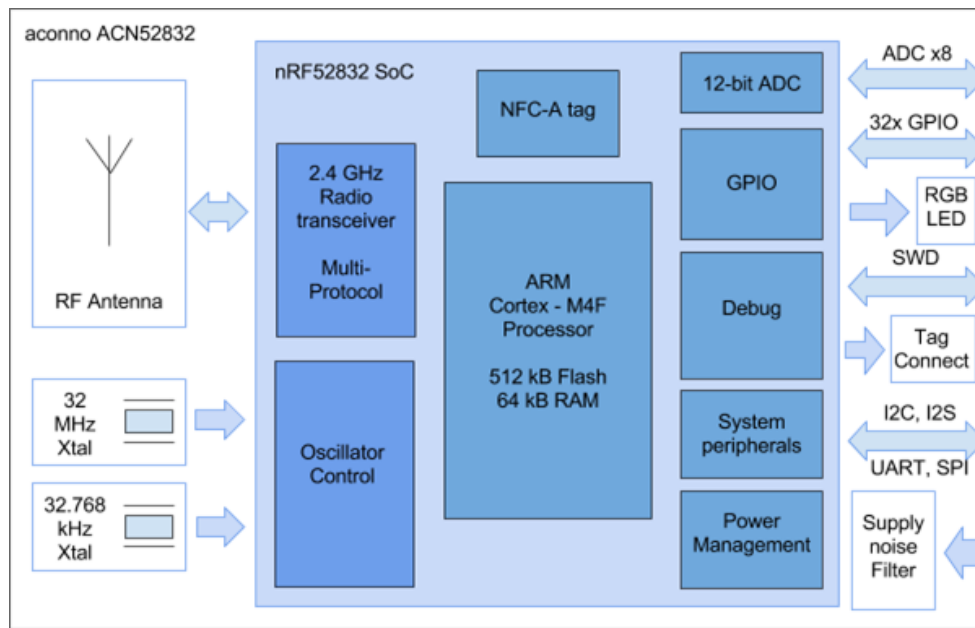 aconno ACN52832
RF Antenna
32
MHz
Xtal
32.768
kHz
Xtal
nRF52832 SoC
2.4 GHz
Radio
transceiver
Multi-
Protocol
Oscillator
Control
NFC-A tag
ARM
Cortex - M4F
Processor
512 kB Flash
64 kB RAM
12-bit ADC
GPIO
Debug
System
peripherals
Power
Management
ADC x8
32x GPIO
RGB
LED
SWD
Tag
Connect
I2C, I2S
UART, SPI
Supply
noise
Filter